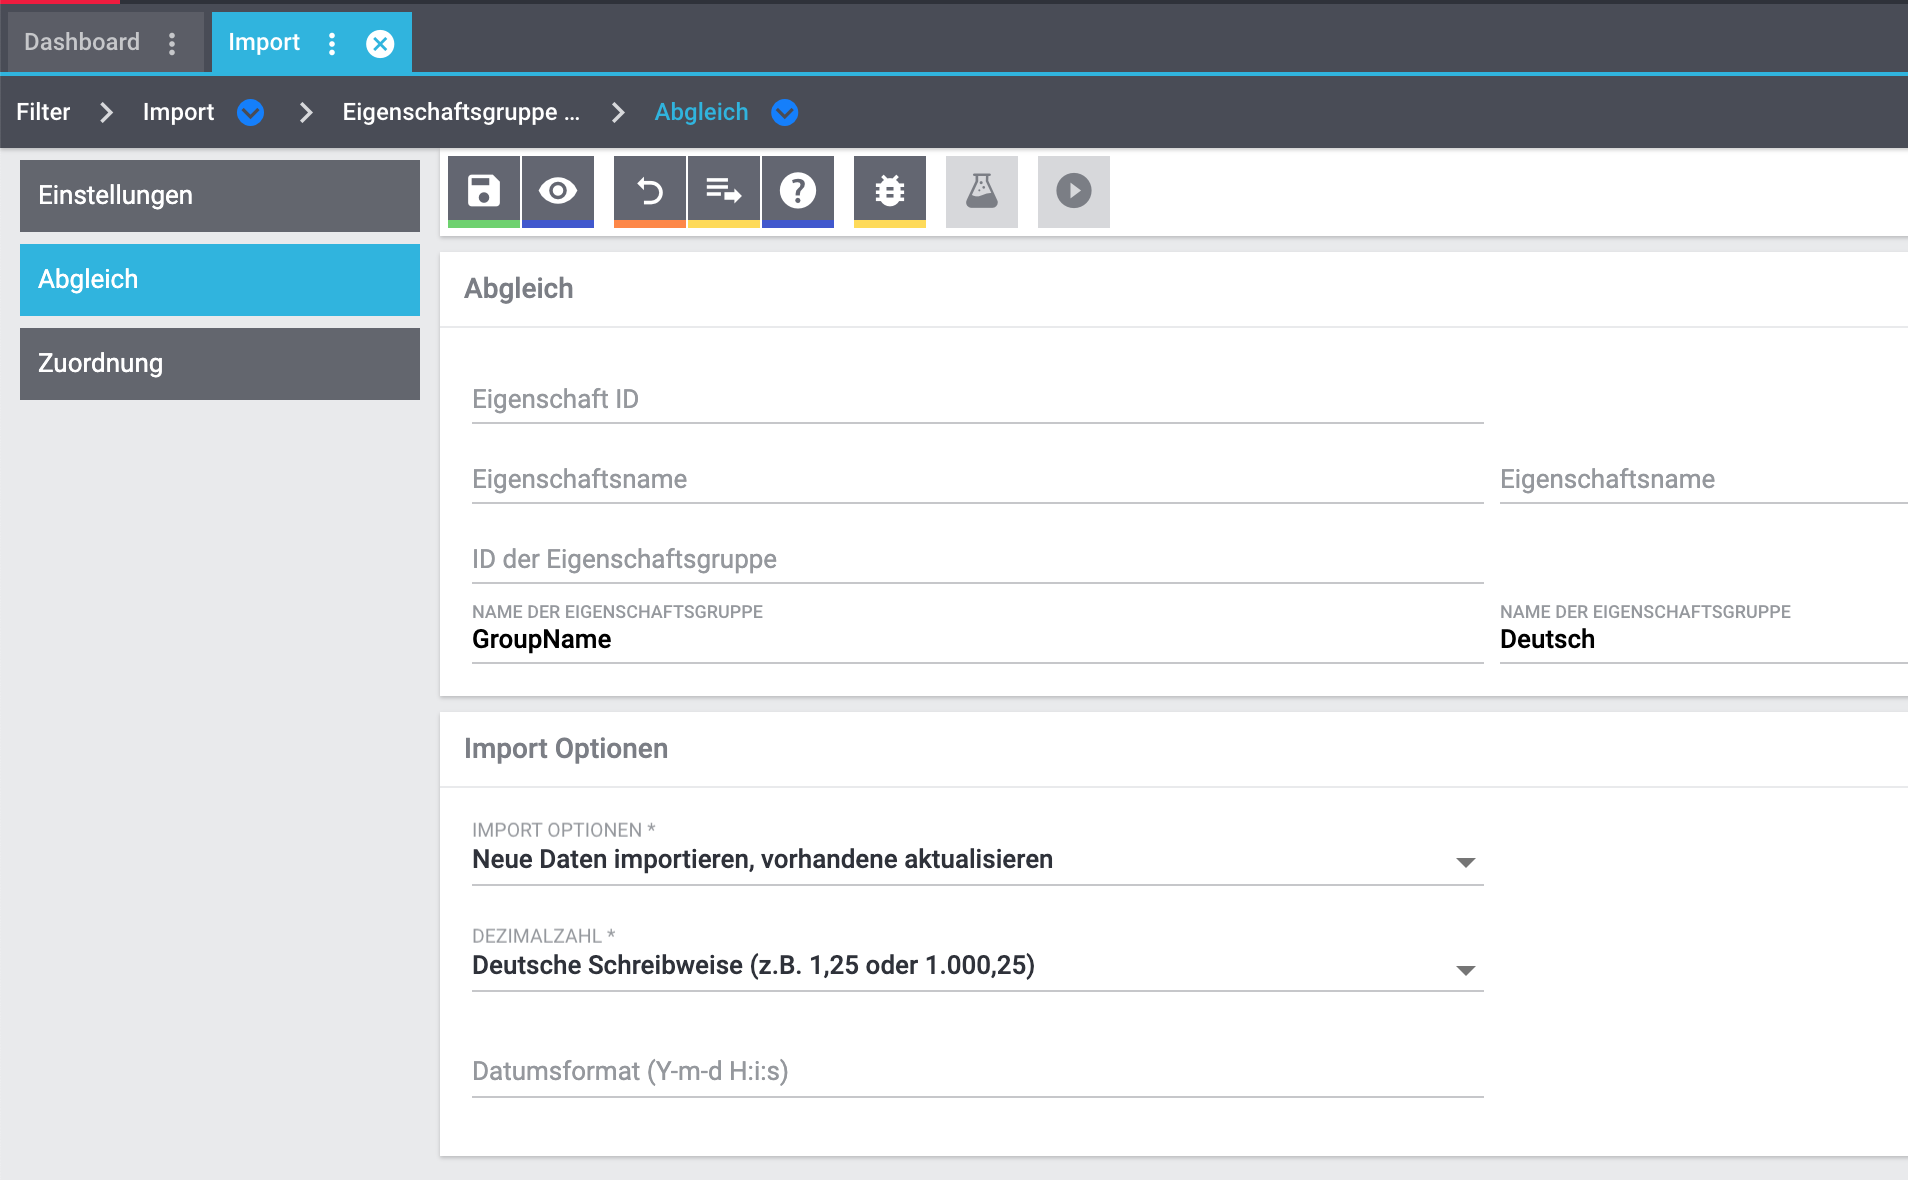 Dashboard
Import
Filter
Import
Eigenschaftsgruppe ...
Abgleich
Einstellungen
Abgleich
Zuordnung
Abgleich
Eigenschaft ID
Eigenschaftsname
Eigenschaftsname
ID der Eigenschaftsgruppe
NAME DER EIGENSCHAFTSGRUPPE
GroupName
NAME DER EIGENSCHAFTSGRUPPE
Deutsch
Import Optionen
IMPORT OPTIONEN *
Neue Daten importieren, vorhandene aktualisieren
DEZIMALZAHL *
Deutsche Schreibweise (z.B. 1,25 oder 1.000,25)
Datumsformat (Y-m-d H:i:s)